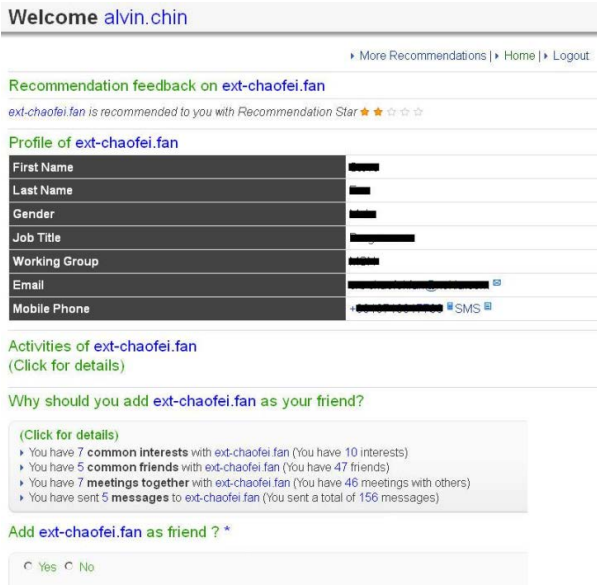 Welcome alvin.chin
More Recommendations | Home | Logout
Recommendation feedback on ext-chaofei.fan
ext-chaofei.fan is recommended to you with Recommendation Star
Profile of ext-chaofei.fan
First Name
Last Name
Gender
Job Title
Working Group
Email
Mobile Phone SMS
Activities of ext-chaofei.fan
(Click for details)
Why should you add ext-chaofei.fan as your friend?
(Click for details)
You have 7 common interests with ext-chaofei.fan (You have 10 interests)
You have 5 common friends with ext-chaofei.fan (You have 47 friends)
You have 7 meetings together with ext-chaofei.fan (You have 46 meetings with others)
You have sent 5 messages to ext-chaofei.fan (You sent a total of 156 messages)
Add ext-chaofei.fan as friend ? *
Yes No